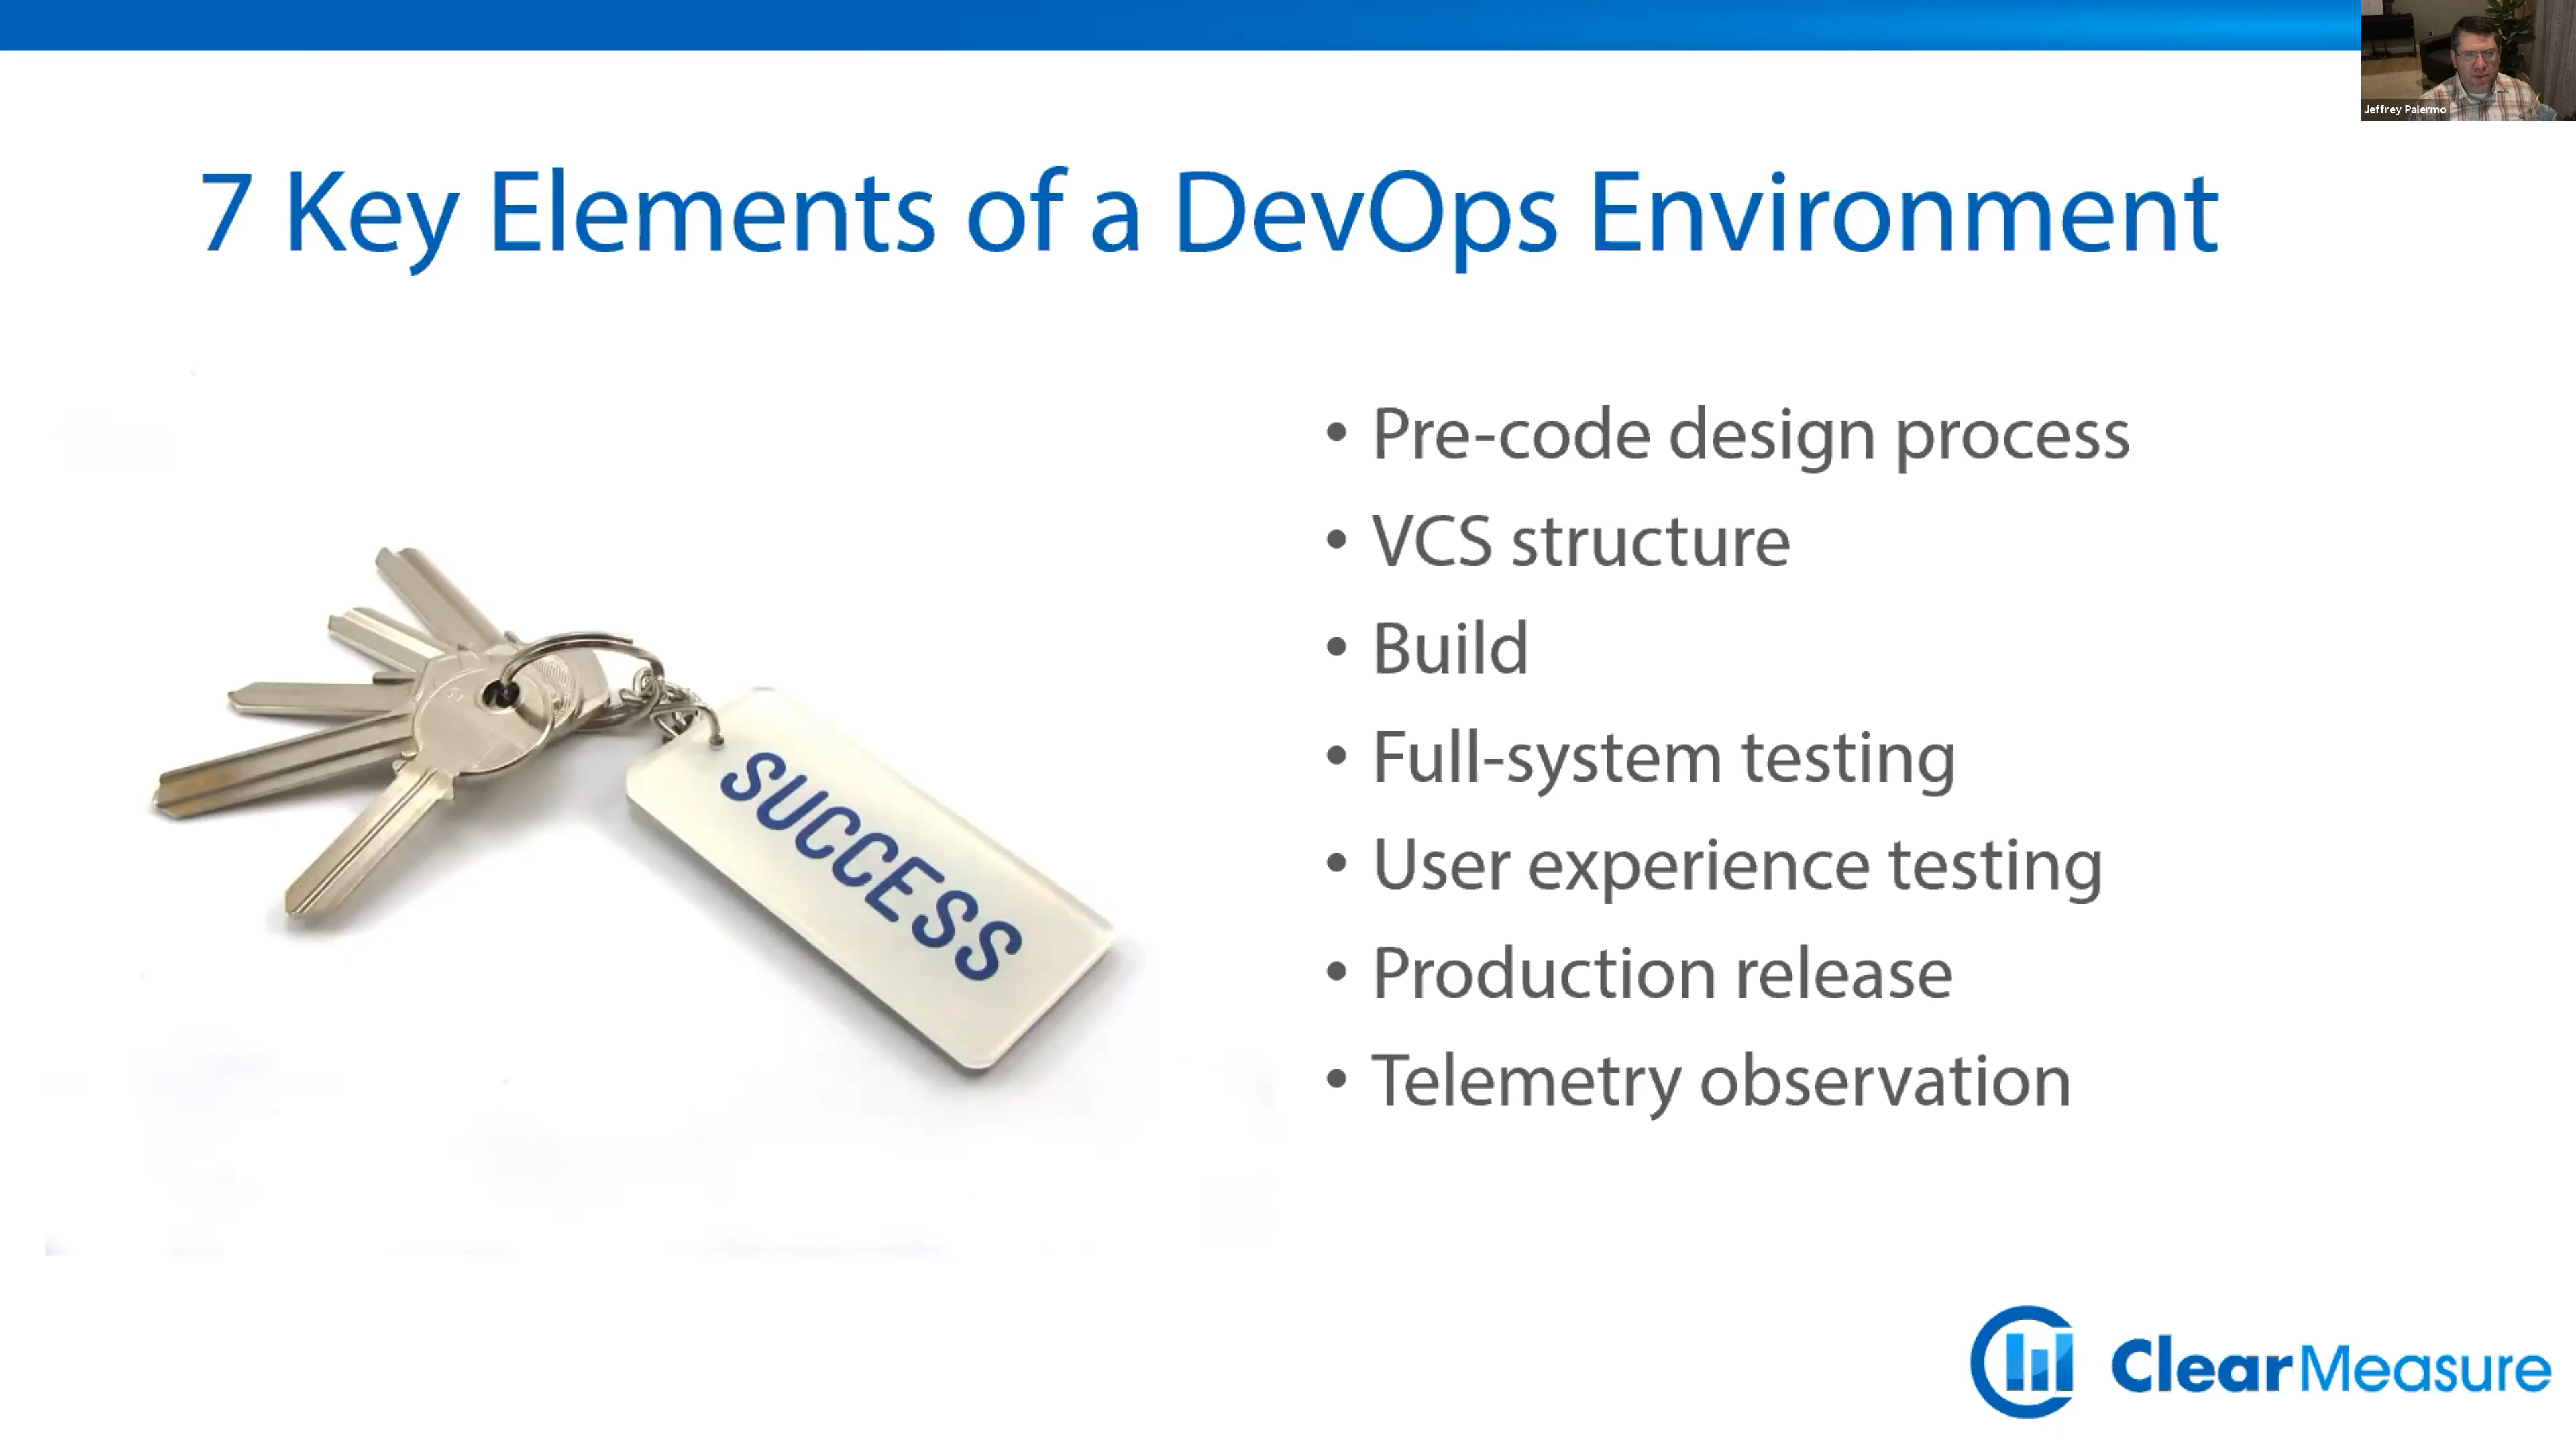 Jeffrey Palermo
7 Key Elements of a DevOps Environment
• Pre-code design process
• VCS structure
• Build
• Full-system testing
• User experience testing
• Production release
• Telemetry observation
SUCCESS
ClearMeasure